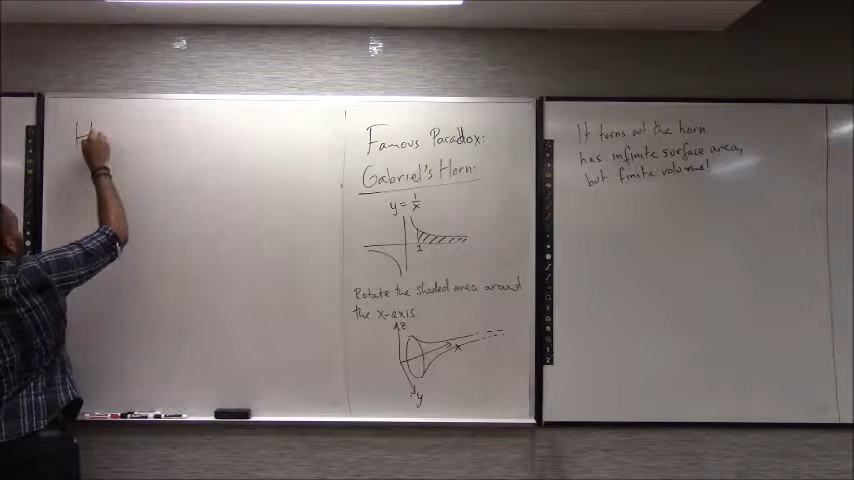 H
Famous Paradox:
Gabriel's Horn:
y = 1/x
1
Rotate the shaded area around
the x-axis
z
x
y
It turns out the horn
has infinite surface area,
but finite volume!